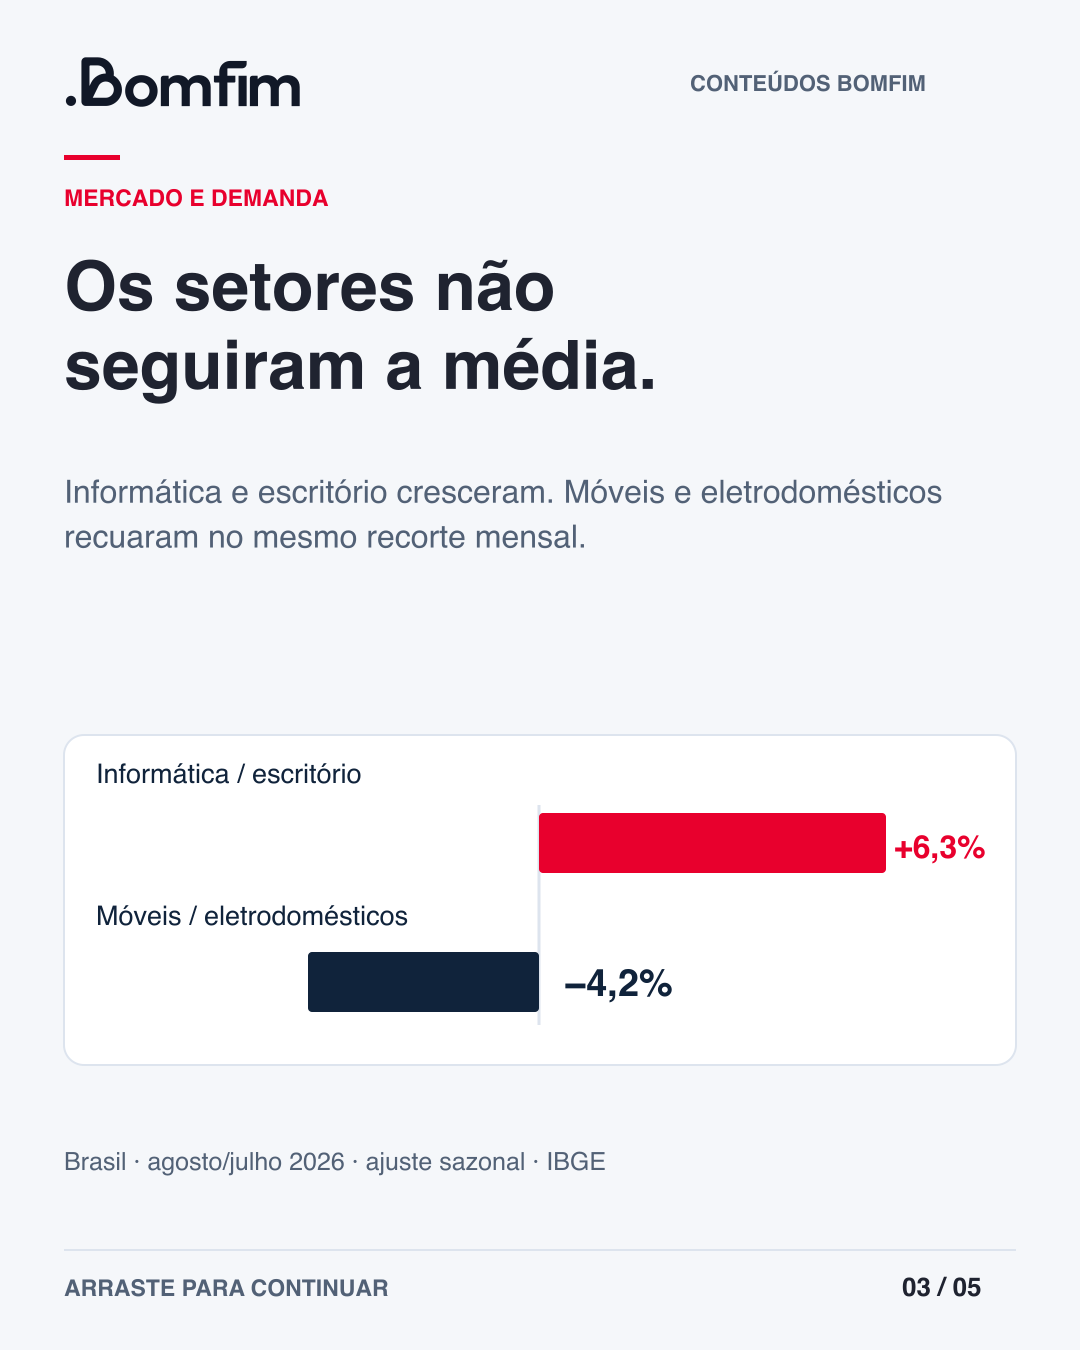 .Bomfim
CONTEÚDOS BOMFIM
MERCADO E DEMANDA
Os setores não
seguiram a média.
Informática e escritório cresceram. Móveis e eletrodomésticos
recuaram no mesmo recorte mensal.
Informática / escritório
+6,3%
Móveis / eletrodomésticos
–4,2%
Brasil · agosto/julho 2026 · ajuste sazonal · IBGE
ARRASTE PARA CONTINUAR
03 / 05